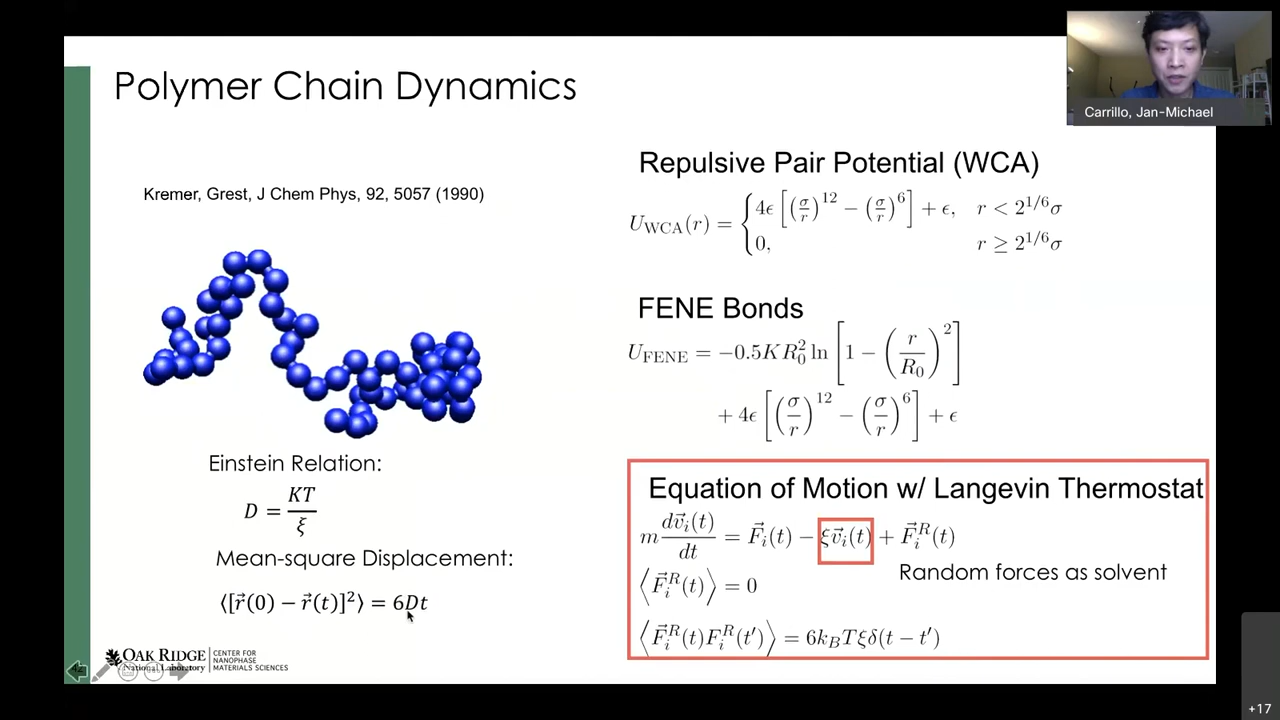 Polymer Chain Dynamics
Carrillo, Jan-Michael
Kremer, Grest, J Chem Phys, 92, 5057 (1990)
Repulsive Pair Potential (WCA)
U_WCA(r) = { 4ϵ [(σ/r)^12 − (σ/r)^6] + ϵ, r < 2^{1/6}σ
0, r ≥ 2^{1/6}σ
FENE Bonds
U_FENE = −0.5KR_0^2 ln [1 − (r/R_0)^2]
+ 4ϵ [(σ/r)^12 − (σ/r)^6] + ϵ
Einstein Relation:
D = KT/ξ
Mean-square Displacement:
⟨[r⃗(0) − r⃗(t)]^2⟩ = 6Dt
Equation of Motion w/ Langevin Thermostat
m dv⃗_i(t)/dt = F⃗_i(t) − ξv⃗_i(t) + F⃗_i^R(t)
Random forces as solvent
⟨F⃗_i^R(t)⟩ = 0
⟨F⃗_i^R(t)F_i^R(t′)⟩ = 6k_BTξδ(t − t′)
OAK RIDGE
National Laboratory
CENTER FOR
NANOPHASE
MATERIALS SCIENCES
+17